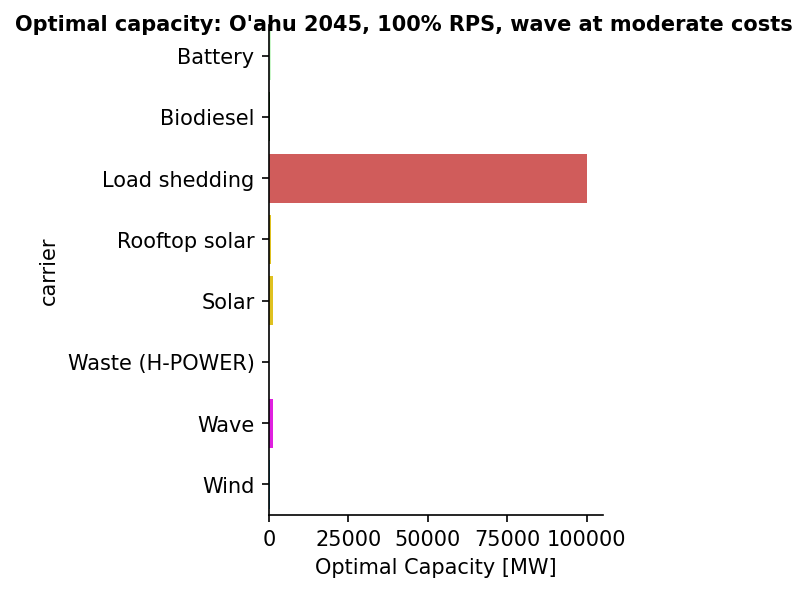 Optimal capacity: O'ahu 2045, 100% RPS, wave at moderate costs
Battery
Biodiesel
Load shedding
Rooftop solar
Solar
Waste (H-POWER)
Wave
Wind
carrier
0 25000 50000 75000 100000
Optimal Capacity [MW]